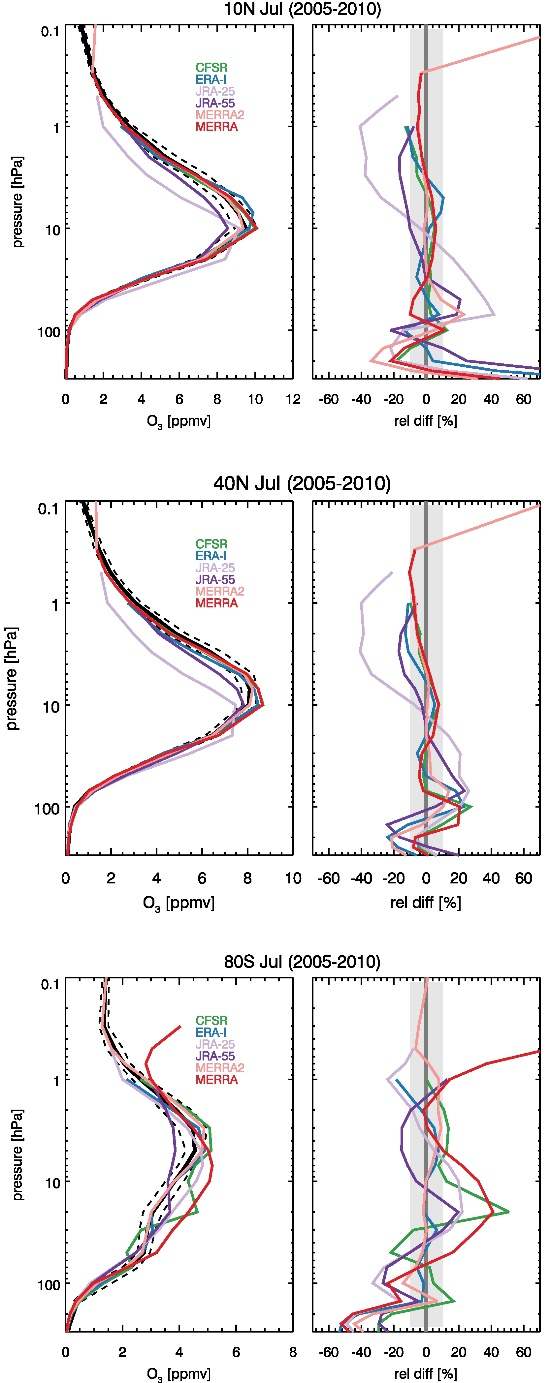 10N Jul (2005-2010)
0.1
1
10
100
pressure [hPa]
CFSR
ERA-I
JRA-25
JRA-55
MERRA2
MERRA
0 2 4 6 8 10 12
O3 [ppmv]
-60 -40 -20 0 20 40 60
rel diff [%]
40N Jul (2005-2010)
0.1
1
10
100
pressure [hPa]
CFSR
ERA-I
JRA-25
JRA-55
MERRA2
MERRA
0 2 4 6 8 10
O3 [ppmv]
-60 -40 -20 0 20 40 60
rel diff [%]
80S Jul (2005-2010)
0.1
1
10
100
pressure [hPa]
CFSR
ERA-I
JRA-25
JRA-55
MERRA2
MERRA
0 2 4 6 8
O3 [ppmv]
-60 -40 -20 0 20 40 60
rel diff [%]